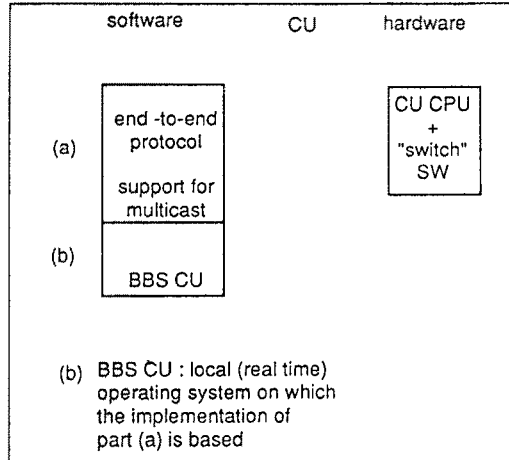 software CU hardware
(a)
end -to-end
protocol
support for
multicast
CU CPU
+
"switch"
SW
(b)
BBS CU
(b) BBS CU : local (real time)
operating system on which
the implementation of
part (a) is based